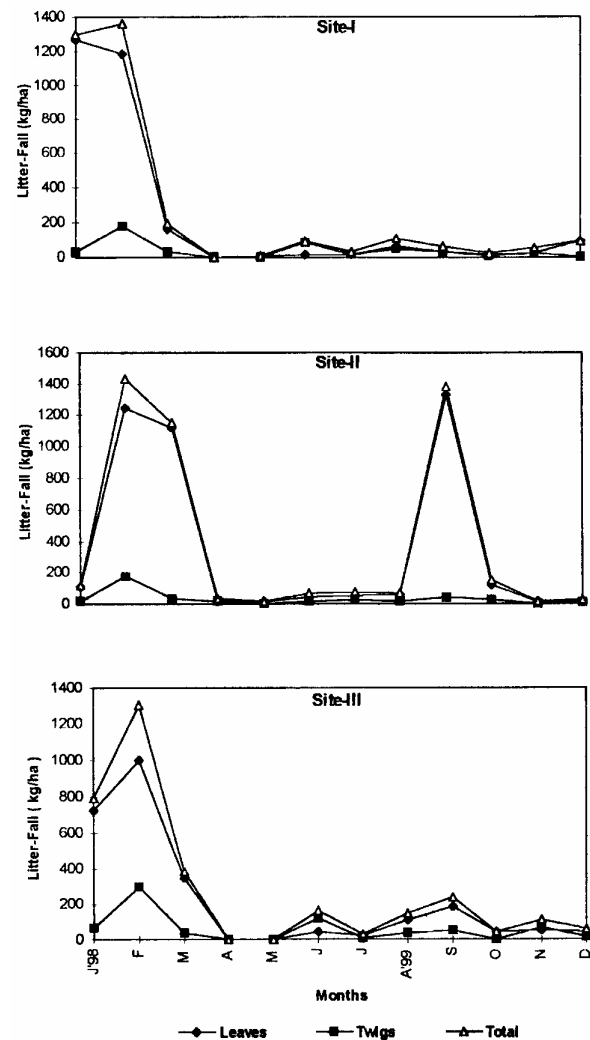 Site-I
Litter-Fall (kg/ha)
1400
1200
1000
800
600
400
200
0
Site-II
Litter-Fall (kg/ha)
1600
1400
1200
1000
800
600
400
200
0
Site-III
Litter-Fall ( kg/ha )
1400
1200
1000
800
600
400
200
0
J'98 F M A M J J A'99 S O N D
Months
Leaves Twigs Total